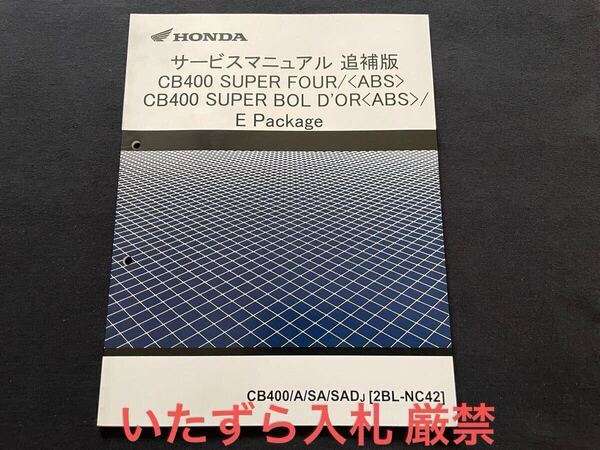 HONDA
サービスマニュアル 追補版
CB400 SUPER FOUR/<ABS>
CB400 SUPER BOL D'OR<ABS>/
E Package
CB400/A/SA/SADJ [2BL-NC42]
いたずら入札 厳禁